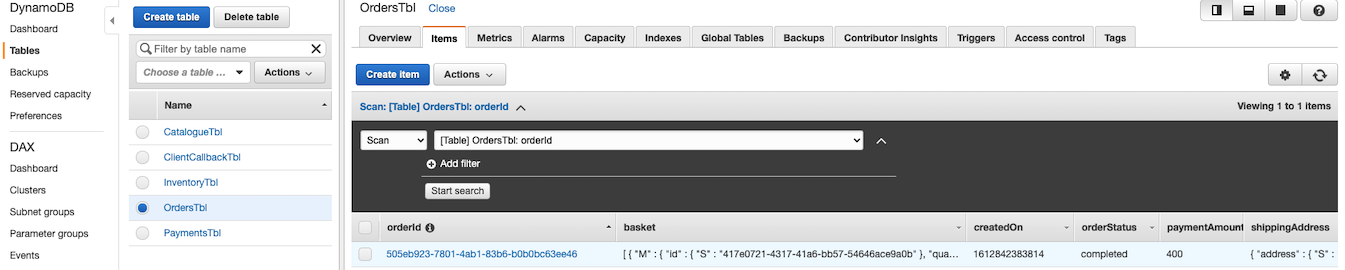 DynamoDB
Dashboard
Tables
Backups
Reserved capacity
Preferences
DAX
Dashboard
Clusters
Subnet groups
Parameter groups
Events
Create table
Delete table
Filter by table name
Choose a table ...
Actions
Name
CatalogueTbl
ClientCallbackTbl
InventoryTbl
OrdersTbl
PaymentsTbl
OrdersTbl Close
Overview Items Metrics Alarms Capacity Indexes Global Tables Backups Contributor Insights Triggers Access control Tags
Create item Actions
Scan: [Table] OrdersTbl: orderId Viewing 1 to 1 items
Scan [Table] OrdersTbl: orderId
Add filter
Start search
orderId basket createdOn orderStatus paymentAmount shippingAddress
505eb923-7801-4ab1-83b6-b0b0bc63ee46 [ { "M" : { "id" : { "S" : "417e0721-4317-41a6-bb57-54646ace9a0b" }, "qua... 1612842383814 completed 400 { "address" : { "S" :